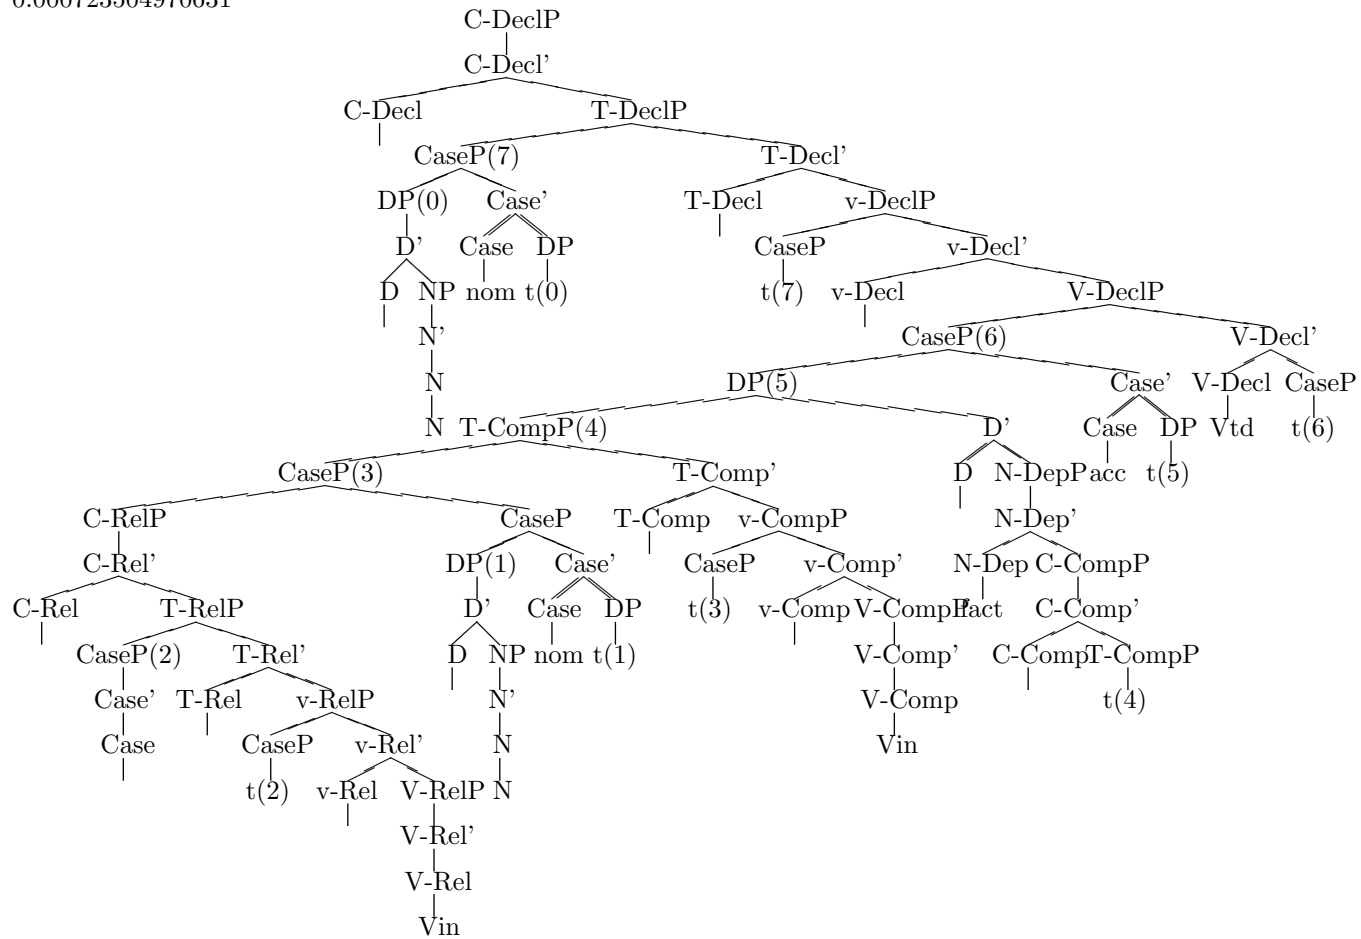 C-DeclP
C-Decl'
C-Decl T-DeclP
CaseP(7) T-Decl'
DP(0) Case' T-Decl v-DeclP
D' Case DP CaseP v-Decl'
D NP nom t(0) t(7) v-Decl V-DeclP
N' CaseP(6) V-Decl'
N DP(5) Case' V-Decl CaseP
N T-CompP(4) D' Case DP Vtd t(6)
CaseP(3) T-Comp' D N-DepP acc t(5)
C-RelP CaseP T-Comp v-CompP N-Dep'
C-Rel' DP(1) Case' CaseP v-Comp' N-Dep C-CompP
C-Rel T-RelP D' Case DP t(3) v-Comp V-CompP Fact C-Comp'
CaseP(2) T-Rel' D NP nom t(1) V-Comp' C-Comp T-CompP
Case' T-Rel v-RelP N' V-Comp t(4)
Case CaseP v-Rel' N Vin
t(2) v-Rel V-RelP N
V-Rel'
V-Rel
Vin